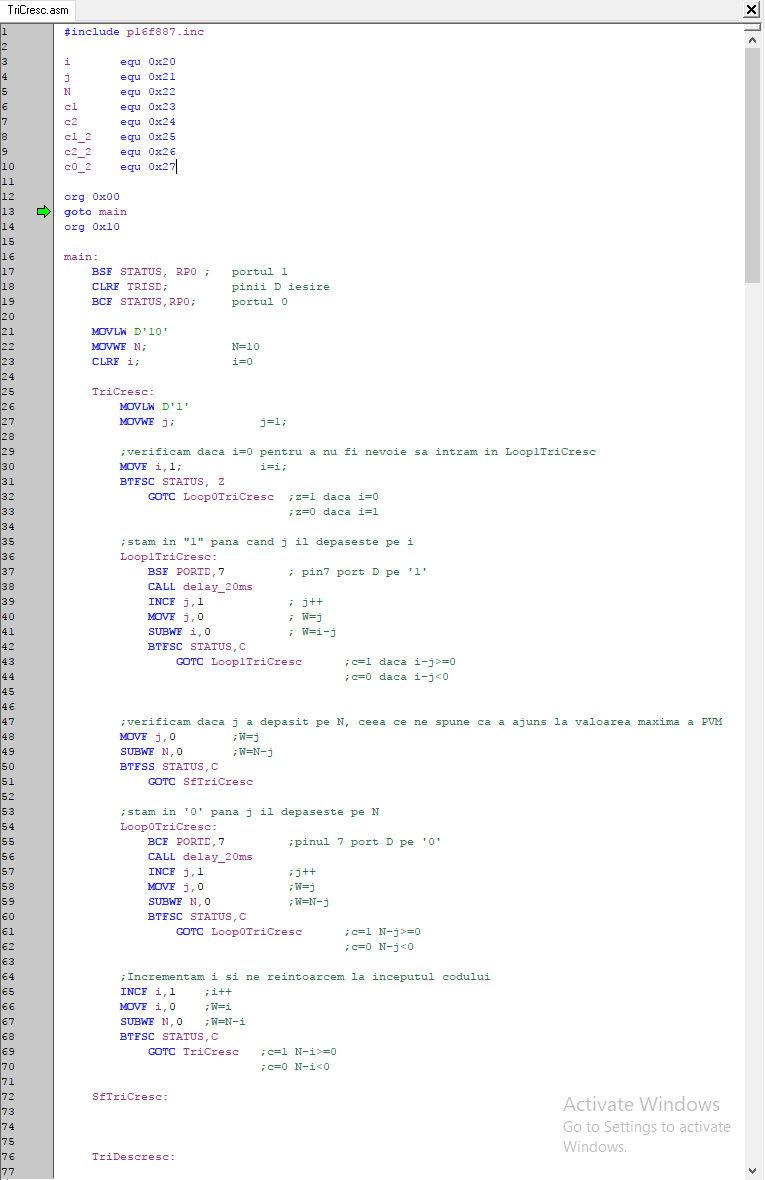 TriCresc.asm
1 #include p16f887.inc
2
3 i equ 0x20
4 j equ 0x21
5 N equ 0x22
6 c1 equ 0x23
7 c2 equ 0x24
8 c1_2 equ 0x25
9 c2_2 equ 0x26
10 c0_2 equ 0x27
11
12 org 0x00
13 goto main
14 org 0x10
15
16 main:
17 BSF STATUS, RP0 ; portul 1
18 CLRF TRISD; pinii D iesire
19 BCF STATUS,RP0; portul 0
20
21 MOVLW D'10'
22 MOVWF N; N=10
23 CLRF i; i=0
24
25 TriCresc:
26 MOVLW D'1'
27 MOVWF j; j=1;
28
29 ;verificam daca i=0 pentru a nu fi nevoie sa intram in Loop1TriCresc
30 MOVF i,1; i=i;
31 BTFSC STATUS, Z
32 GOTO Loop0TriCresc ;z=1 daca i=0
33 ;z=0 daca i=1
34
35 ;stam in "1" pana cand j il depaseste pe i
36 Loop1TriCresc:
37 BSF PORTD,7 ; pin7 port D pe '1'
38 CALL delay_20ms
39 INCF j,1 ; j++
40 MOVF j,0 ; W=j
41 SUBWF i,0 ; W=i-j
42 BTFSC STATUS,C
43 GOTO Loop1TriCresc ;c=1 daca i-j>=0
44 ;c=0 daca i-j<0
45
46
47 ;verificam daca j a depasit pe N, ceea ce ne spune ca a ajuns la valoarea maxima a PVM
48 MOVF j,0 ;W=j
49 SUBWF N,0 ;W=N-j
50 BTFSS STATUS,C
51 GOTO SfTriCresc
52
53 ;stam in '0' pana j il depaseste pe N
54 Loop0TriCresc:
55 BCF PORTD,7 ;pinul 7 port D pe '0'
56 CALL delay_20ms
57 INCF j,1 ;j++
58 MOVF j,0 ;W=j
59 SUBWF N,0 ;W=N-j
60 BTFSC STATUS,C
61 GOTO Loop0TriCresc ;c=1 N-j>=0
62 ;c=0 N-j<0
63
64 ;Incrementam i si ne reintoarcem la inceputul codului
65 INCF i,1 ;i++
66 MOVF i,0 ;W=i
67 SUBWF N,0 ;W=N-i
68 BTFSC STATUS,C
69 GOTO TriCresc ;c=1 N-i>=0
70 ;c=0 N-i<0
71
72 SfTriCresc:
73
74
75
76 TriDescresc:
77
Activate Windows
Go to Settings to activate
Windows.